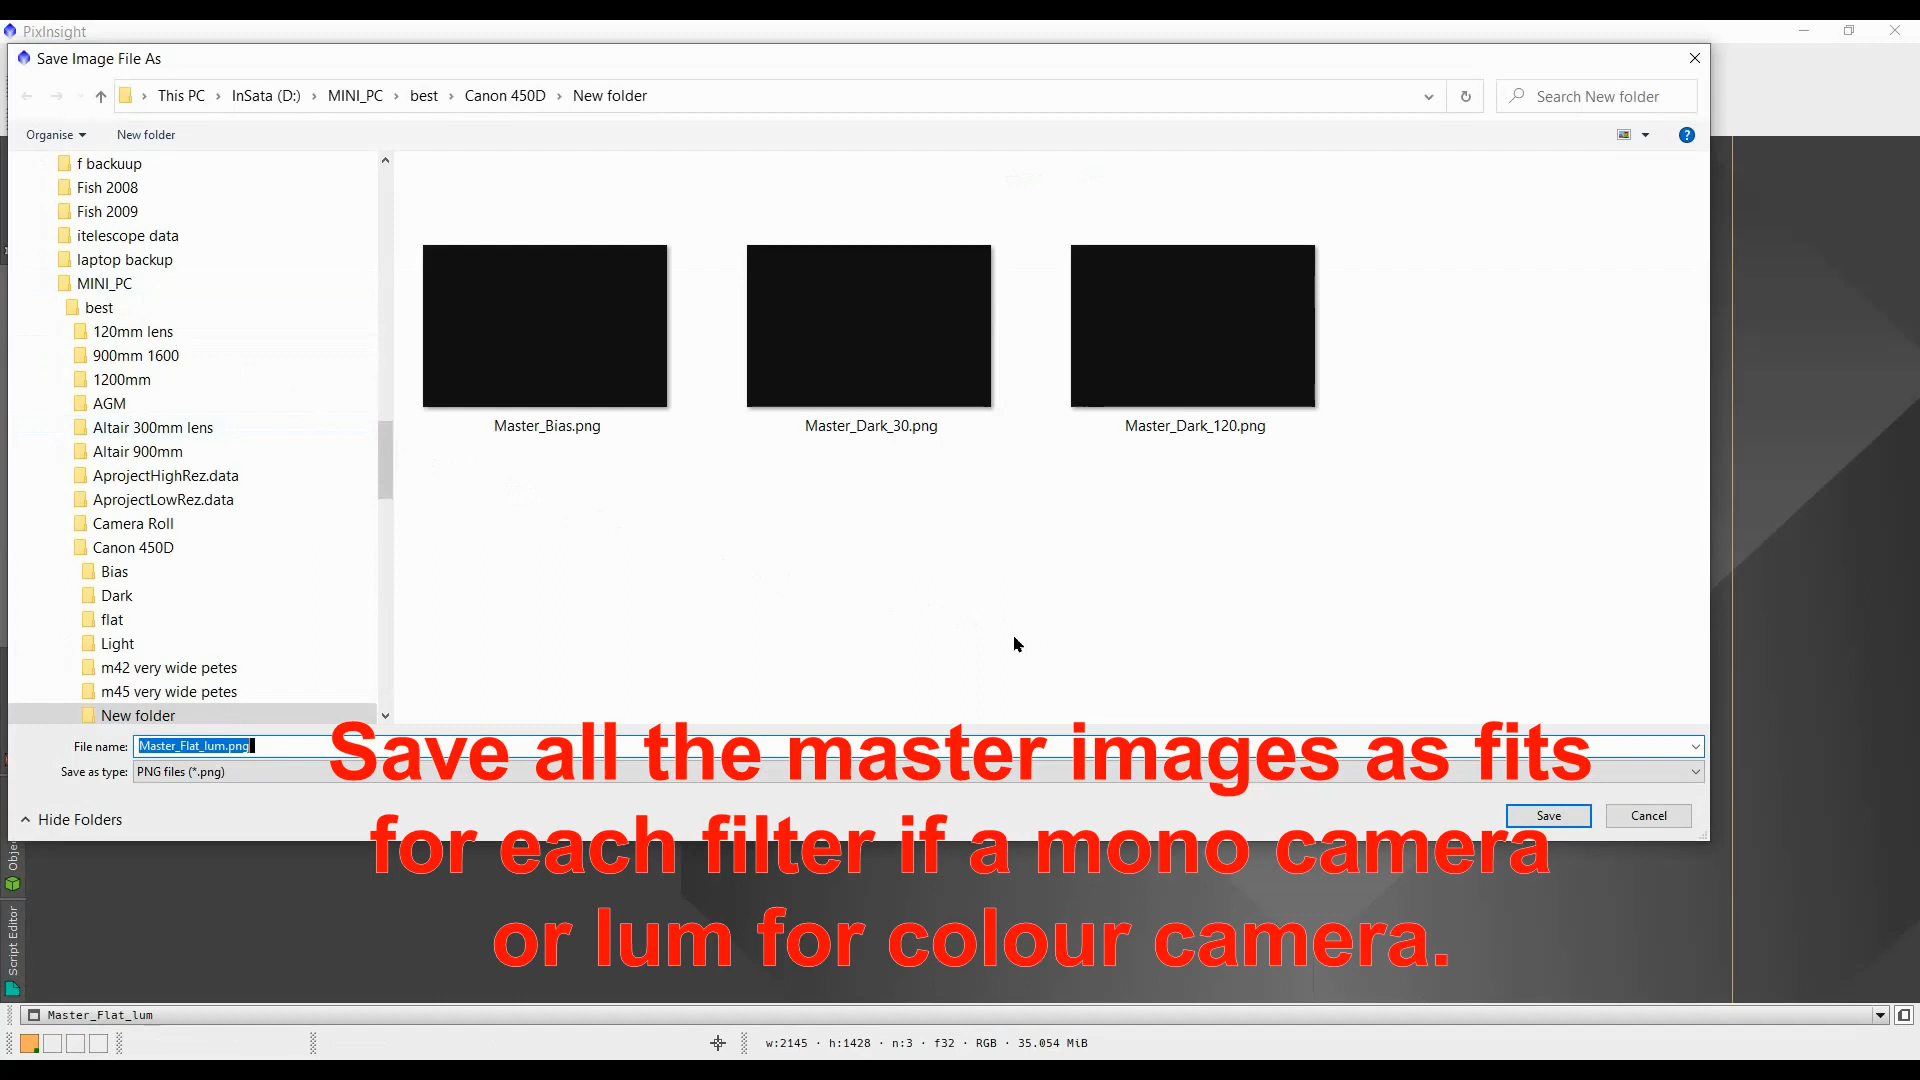 PixInsight
Save Image File As
This PC
InSata (D:)
MINI_PC
best
Canon 450D
New folder
Search New folder
Organise
New folder
f backuup
Fish 2008
Fish 2009
itelescope data
laptop backup
MINI_PC
best
120mm lens
900mm 1600
1200mm
AGM
Altair 300mm lens
Altair 900mm
AprojectHighRez.data
AprojectLowRez.data
Camera Roll
Canon 450D
Bias
Dark
flat
Light
m42 very wide petes
m45 very wide petes
New folder
Master_Bias.png
Master_Dark_30.png
Master_Dark_120.png
File name: Master_Flat_lum.png
Save as type: PNG files (*.png)
Hide Folders
Save
Cancel
Save all the master images as fits
for each filter if a mono camera
or lum for colour camera.
Script Editor
Master_Flat_lum
w:2145 · h:1428 · n:3 · f32 · RGB · 35.054 MiB